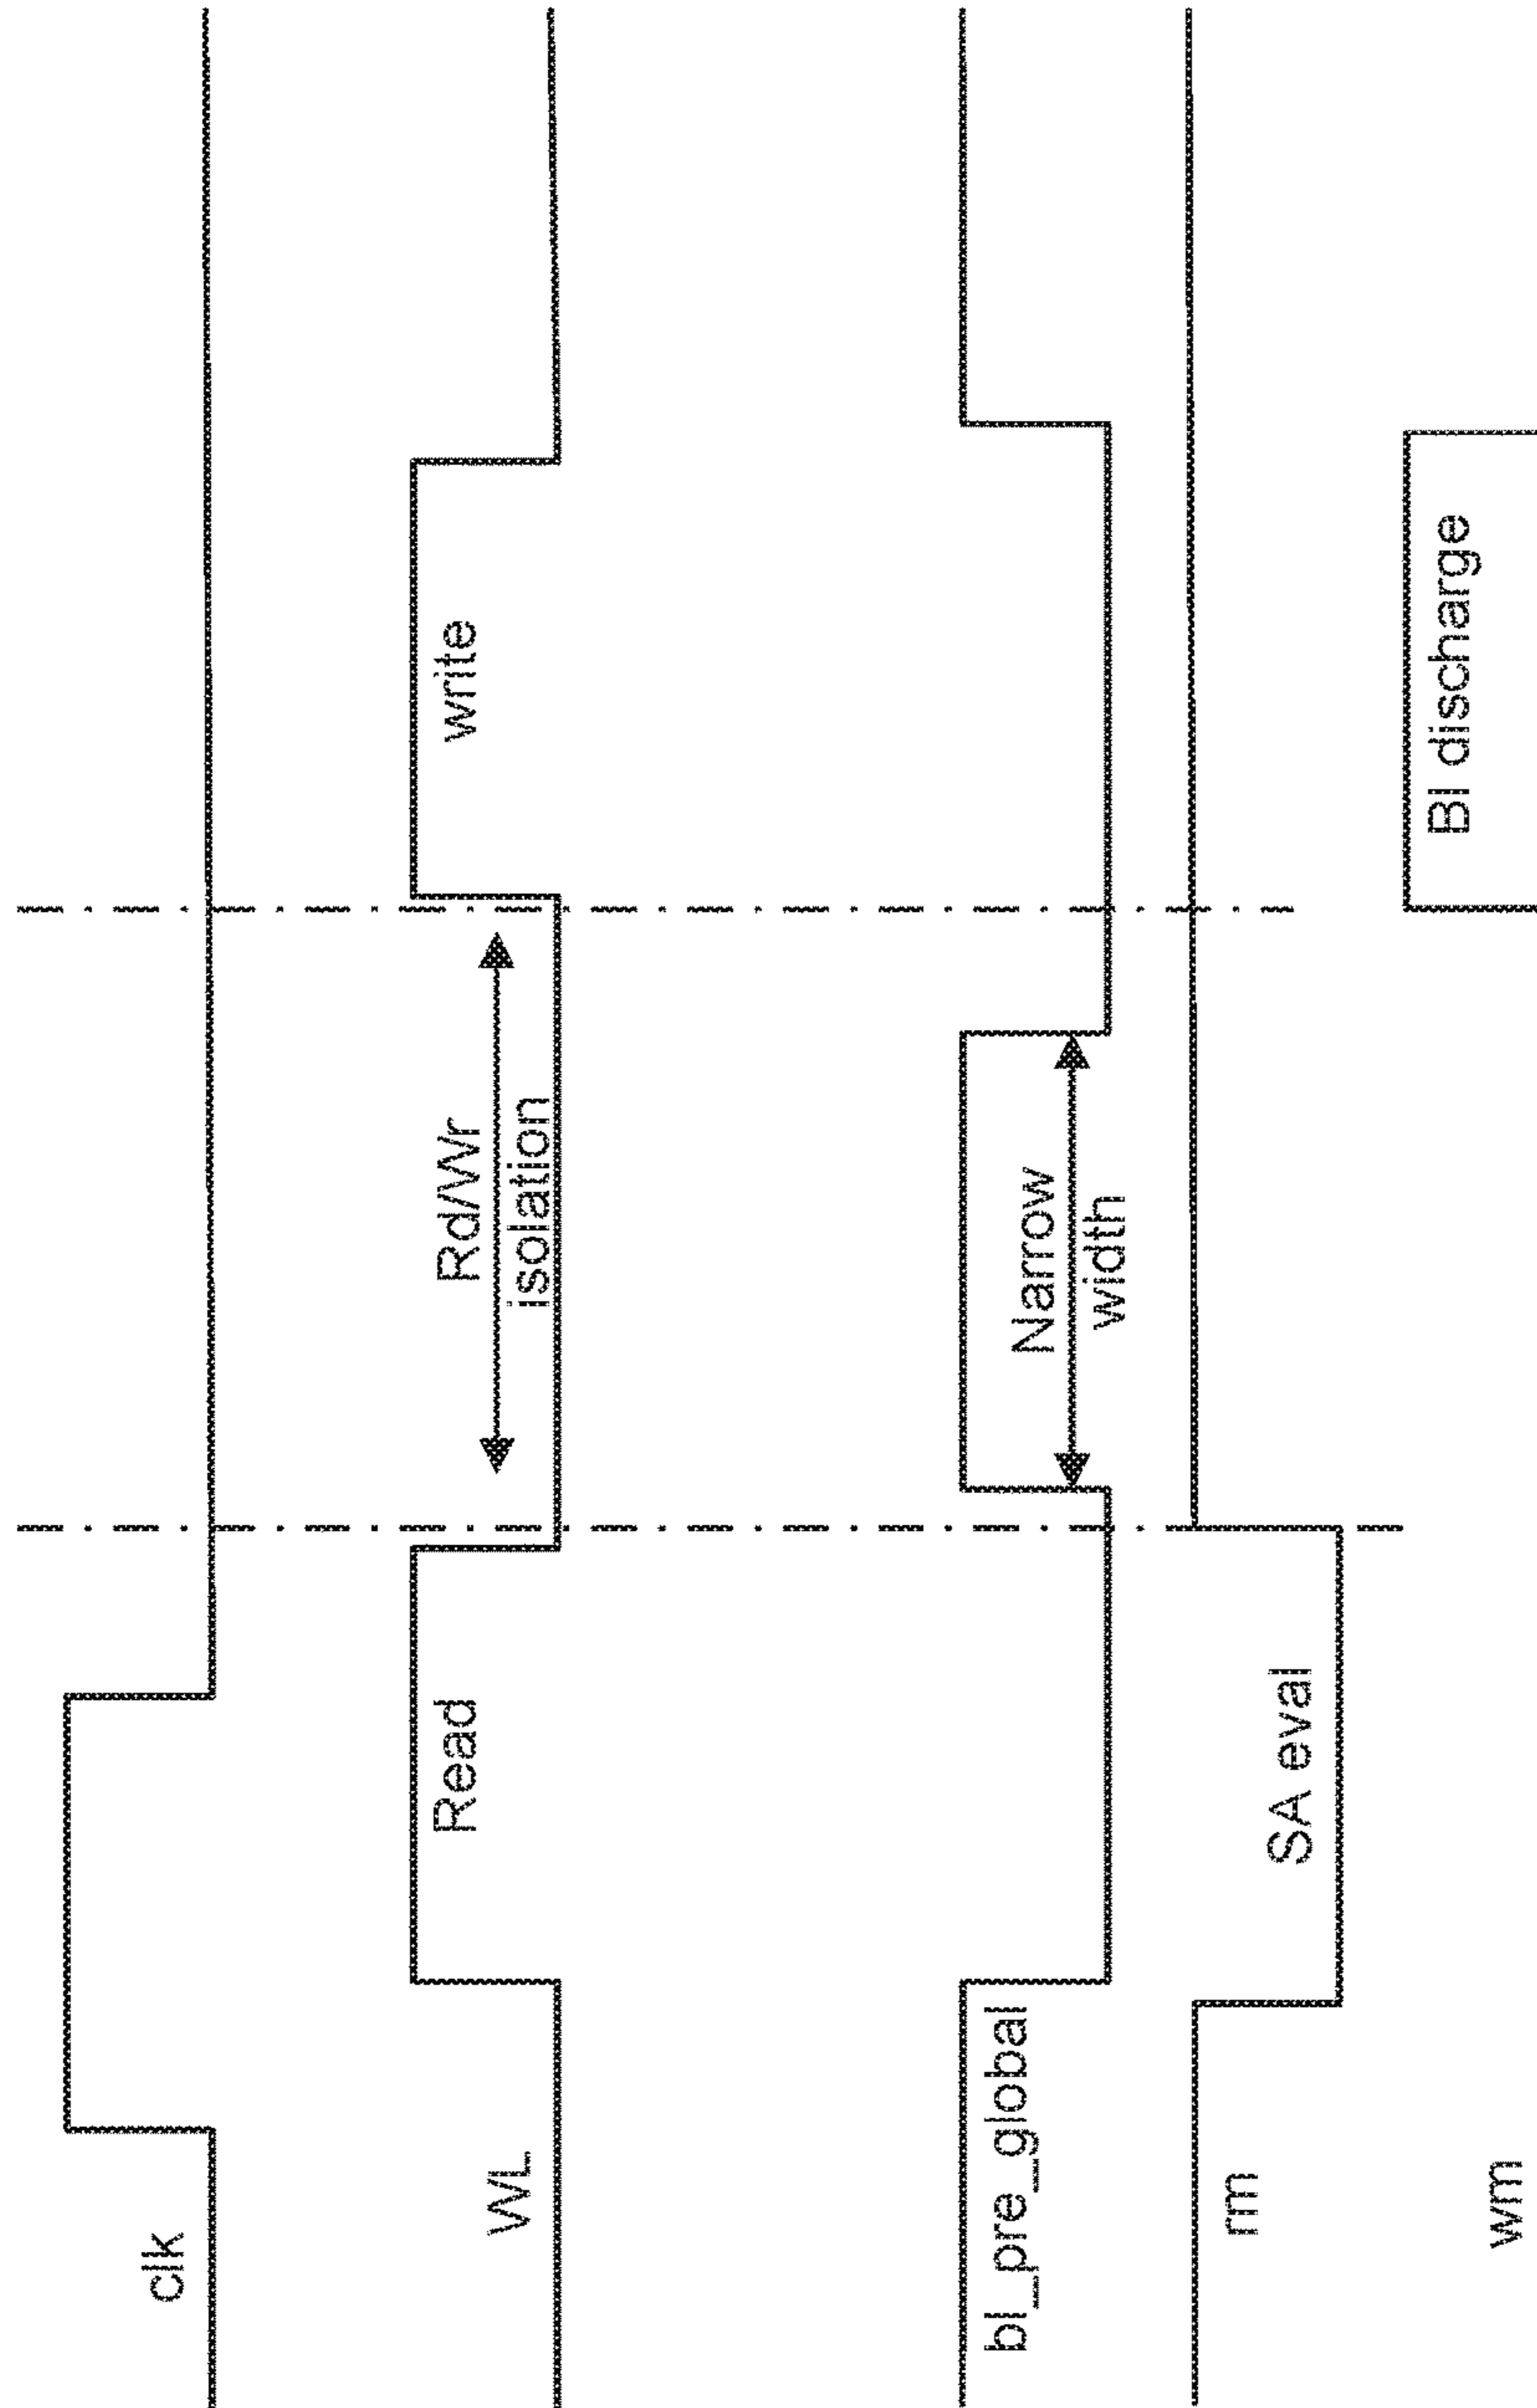 clk
WL
Read
Rd/Wr
isolation
write
bl_pre_global
Narrow
width
rm
SA eval
wm
Bl discharge